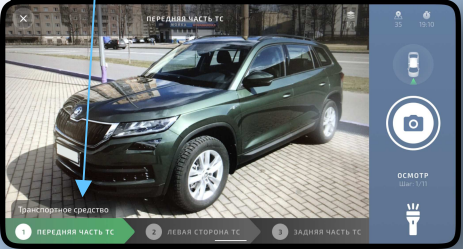 ПЕРЕДНЯЯ ЧАСТЬ ТС
35
19:10
ОСМОТР
Шаг: 1/11
Транспортное средство
1 ПЕРЕДНЯЯ ЧАСТЬ ТС
2 ЛЕВАЯ СТОРОНА ТС
3 ЗАДНЯЯ ЧАСТЬ ТС